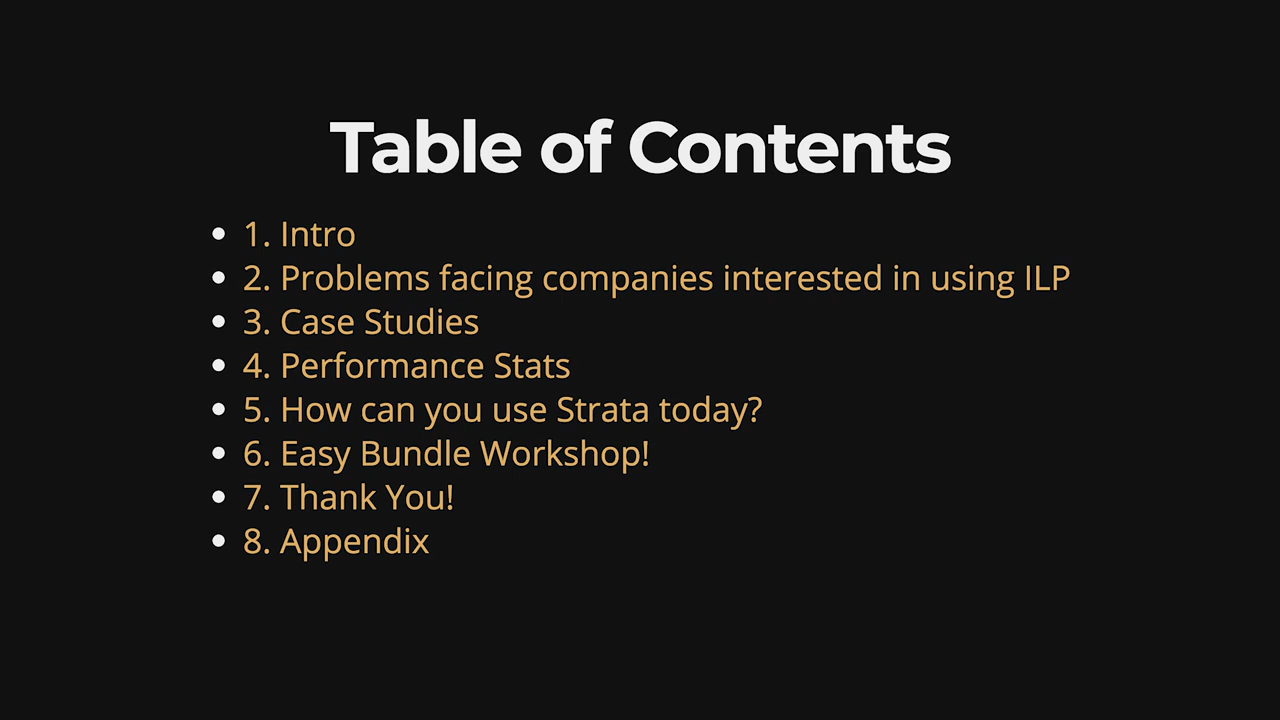 Table of Contents
1. Intro
2. Problems facing companies interested in using ILP
3. Case Studies
4. Performance Stats
5. How can you use Strata today?
6. Easy Bundle Workshop!
7. Thank You!
8. Appendix